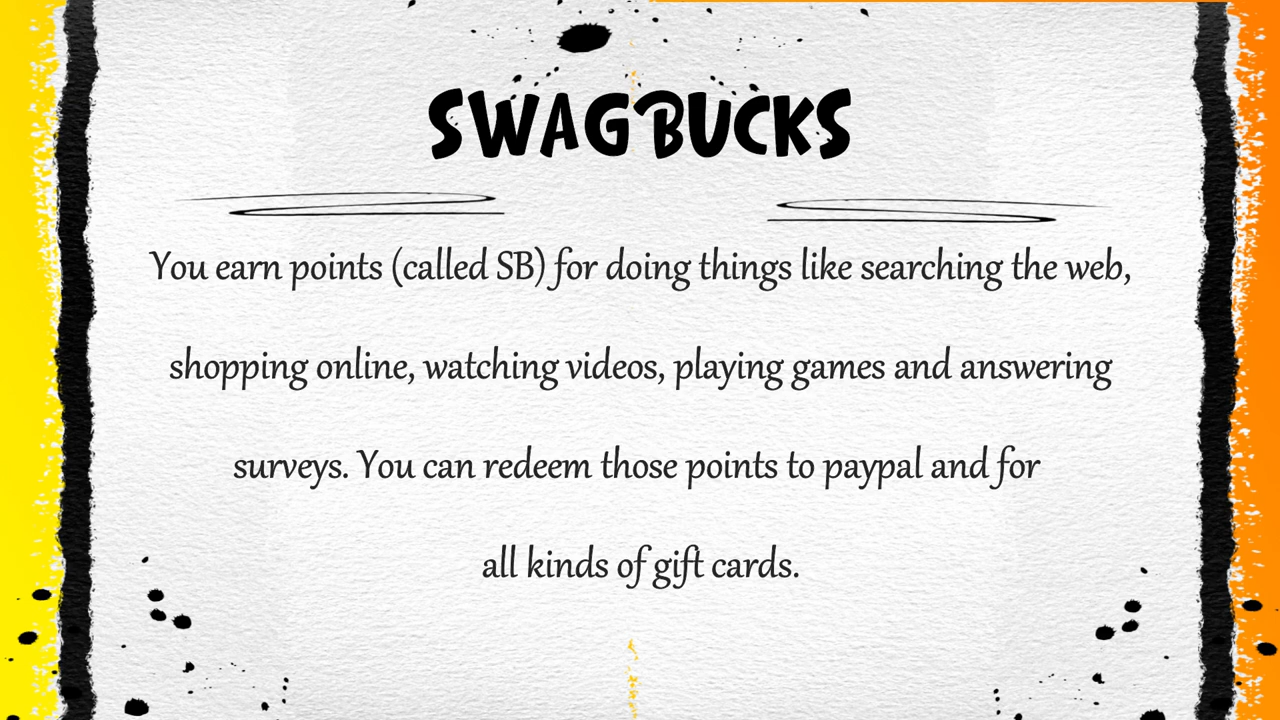 SWAGBUCKS
You earn points (called SB) for doing things like searching the web,
shopping online, watching videos, playing games and answering
surveys. You can redeem those points to paypal and for
all kinds of gift cards.